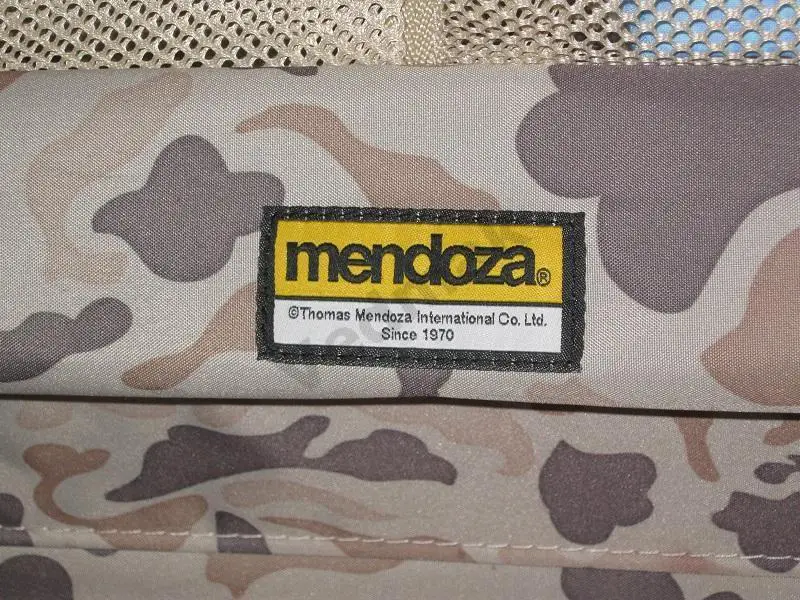 mendoza®
©Thomas Mendoza International Co. Ltd.
Since 1970